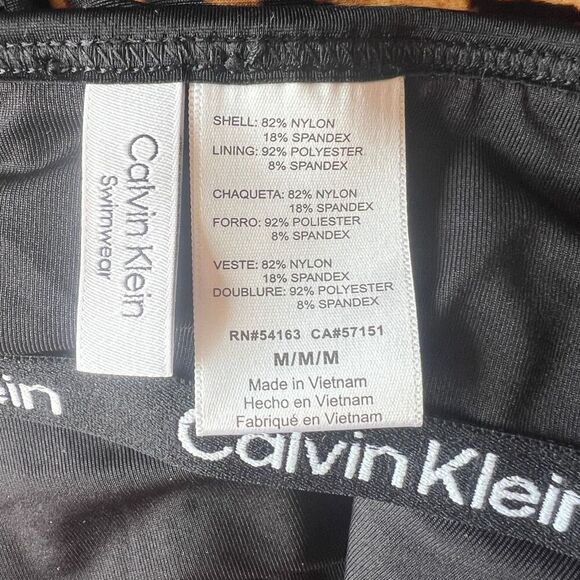 Calvin Klein
Swimwear
SHELL: 82% NYLON
18% SPANDEX
LINING: 92% POLYESTER
8% SPANDEX
CHAQUETA: 82% NYLON
18% SPANDEX
FORRO: 92% POLIESTER
8% SPANDEX
VESTE: 82% NYLON
18% SPANDEX
DOUBLURE: 92% POLYESTER
8% SPANDEX
RN#54163 CA#57151
M/M/M
Made in Vietnam
Hecho en Vietnam
Fabriqué en Vietnam
ein
Calvin Klein